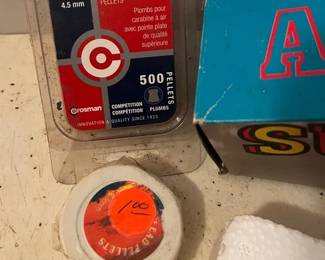 4.5 mm
PELLETS
Plombs pour
carabine à air
avec pointe plate
de qualité
supérieure
500 PELLETS
PLOMBS
Crosman
COMPETITION
COMPÉTITION
INNOVATION & QUALITY SINCE 1923
A
S
1.00
LEAD PELLETS